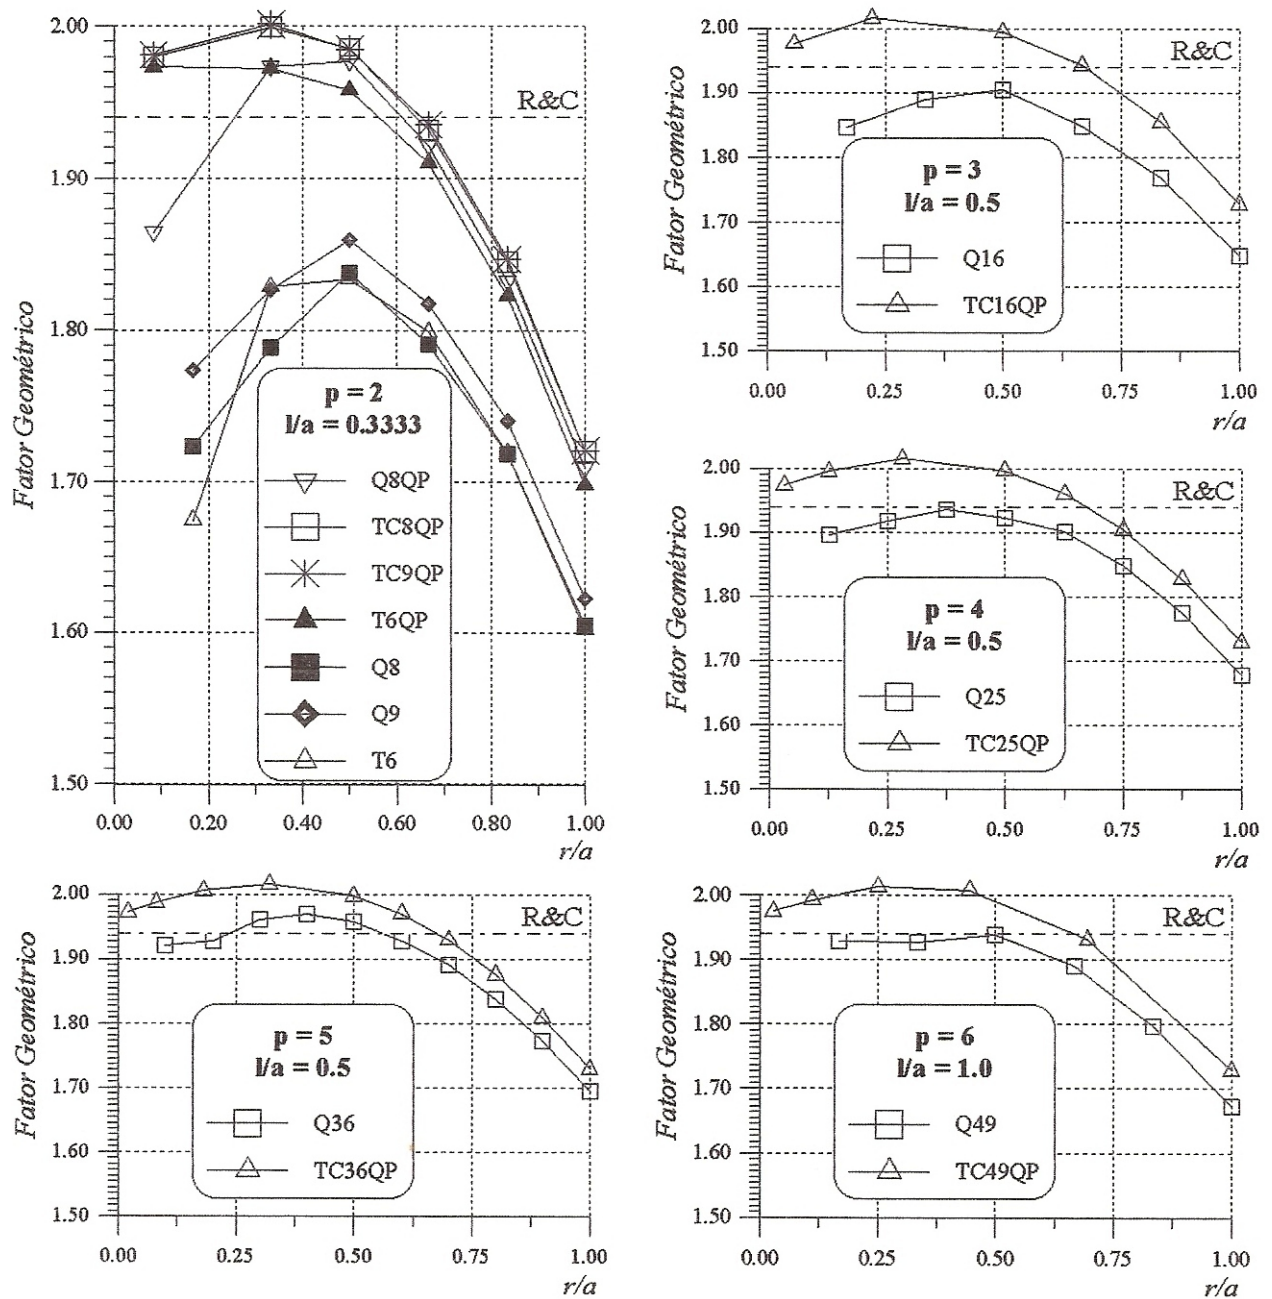 2.00
1.90
1.80
1.70
1.60
1.50
Fator Geométrico
R&C
p = 2
l/a = 0.3333
Q8QP
TC8QP
TC9QP
T6QP
Q8
Q9
T6
0.00 0.20 0.40 0.60 0.80 1.00
r/a
2.00
1.90
1.80
1.70
1.60
1.50
Fator Geométrico
R&C
p = 3
l/a = 0.5
Q16
TC16QP
0.00 0.25 0.50 0.75 1.00
r/a
2.00
1.90
1.80
1.70
1.60
1.50
Fator Geométrico
R&C
p = 4
l/a = 0.5
Q25
TC25QP
0.00 0.25 0.50 0.75 1.00
r/a
2.00
1.90
1.80
1.70
1.60
1.50
Fator Geométrico
R&C
p = 5
l/a = 0.5
Q36
TC36QP
0.00 0.25 0.50 0.75 1.00
r/a
2.00
1.90
1.80
1.70
1.60
1.50
Fator Geométrico
R&C
p = 6
l/a = 1.0
Q49
TC49QP
0.00 0.25 0.50 0.75 1.00
r/a